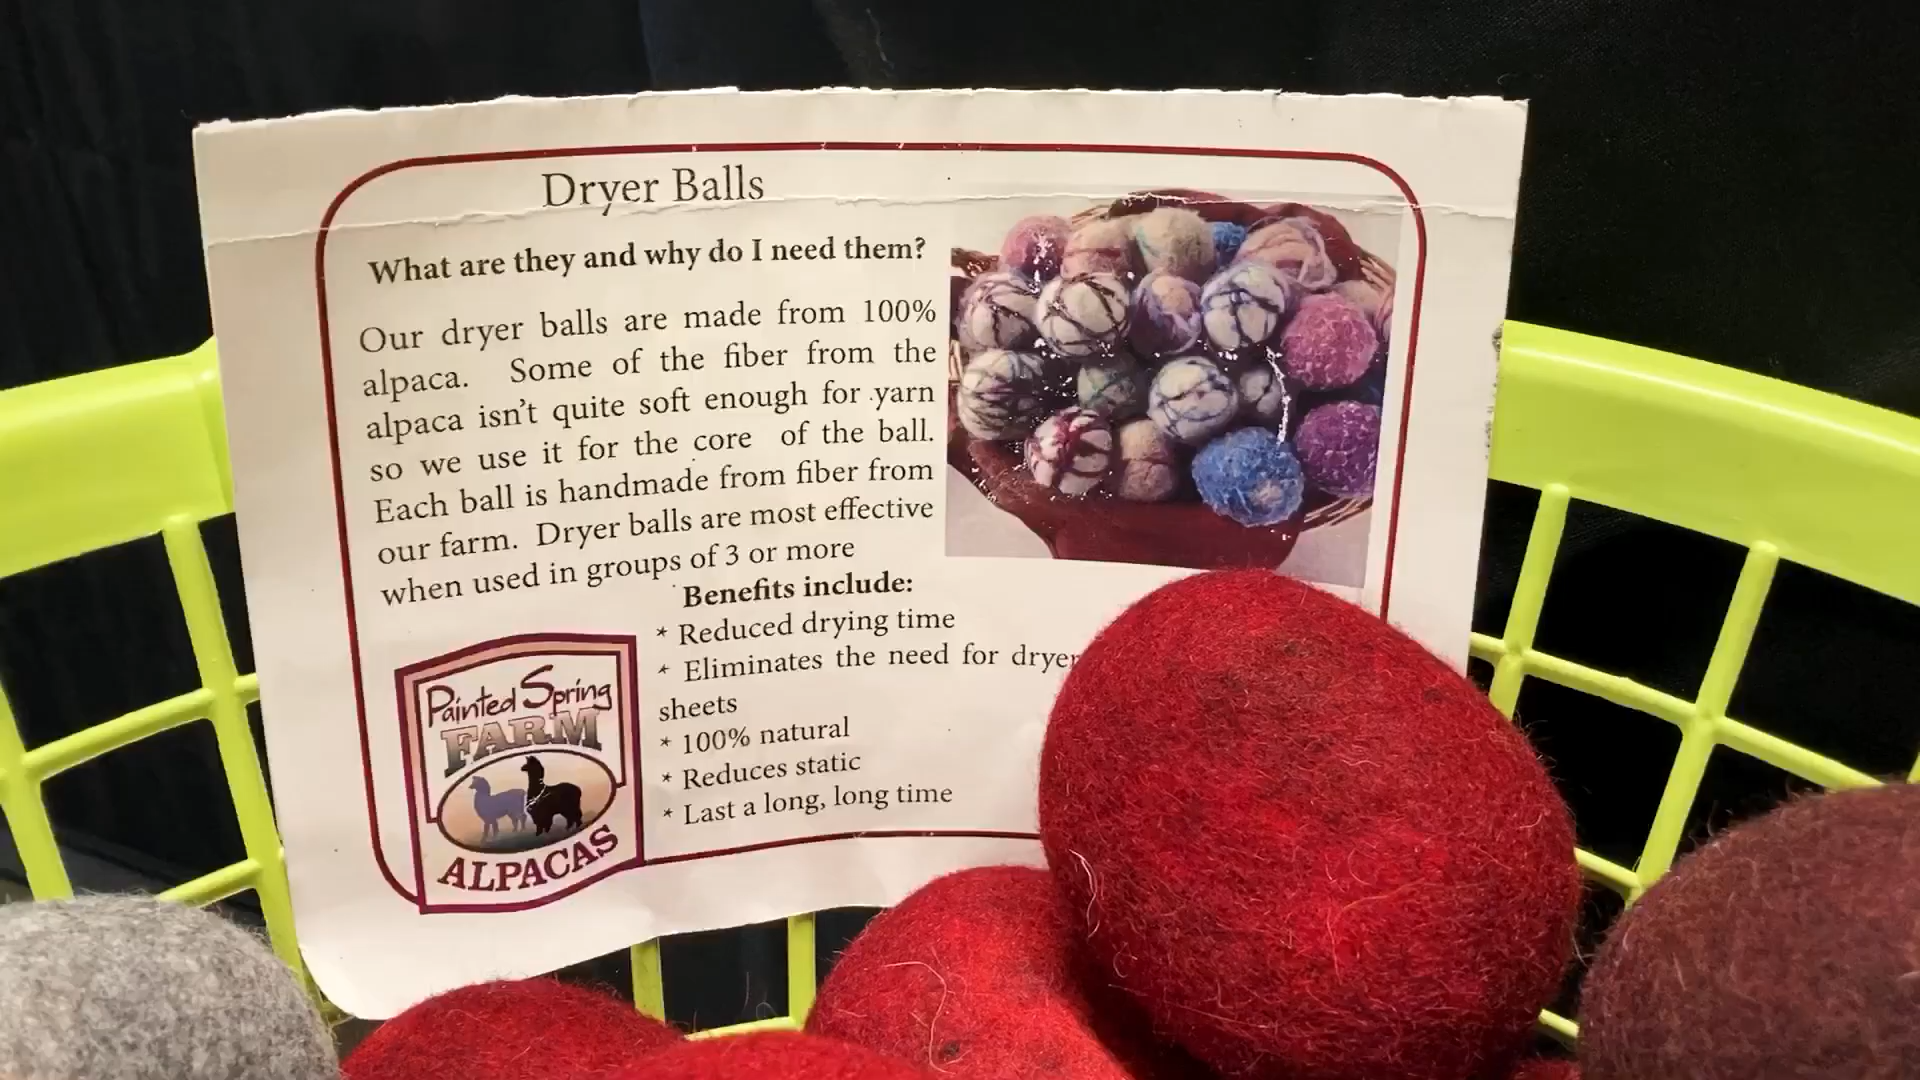 Dryer Balls
What are they and why do I need them?
Our dryer balls are made from 100%
alpaca. Some of the fiber from the
alpaca isn't quite soft enough for yarn
so we use it for the core of the ball.
Each ball is handmade from fiber from
our farm. Dryer balls are most effective
when used in groups of 3 or more
Benefits include:
* Reduced drying time
* Eliminates the need for dryer
sheets
* 100% natural
* Reduces static
* Last a long, long time
Painted Spring
FARM
ALPACAS